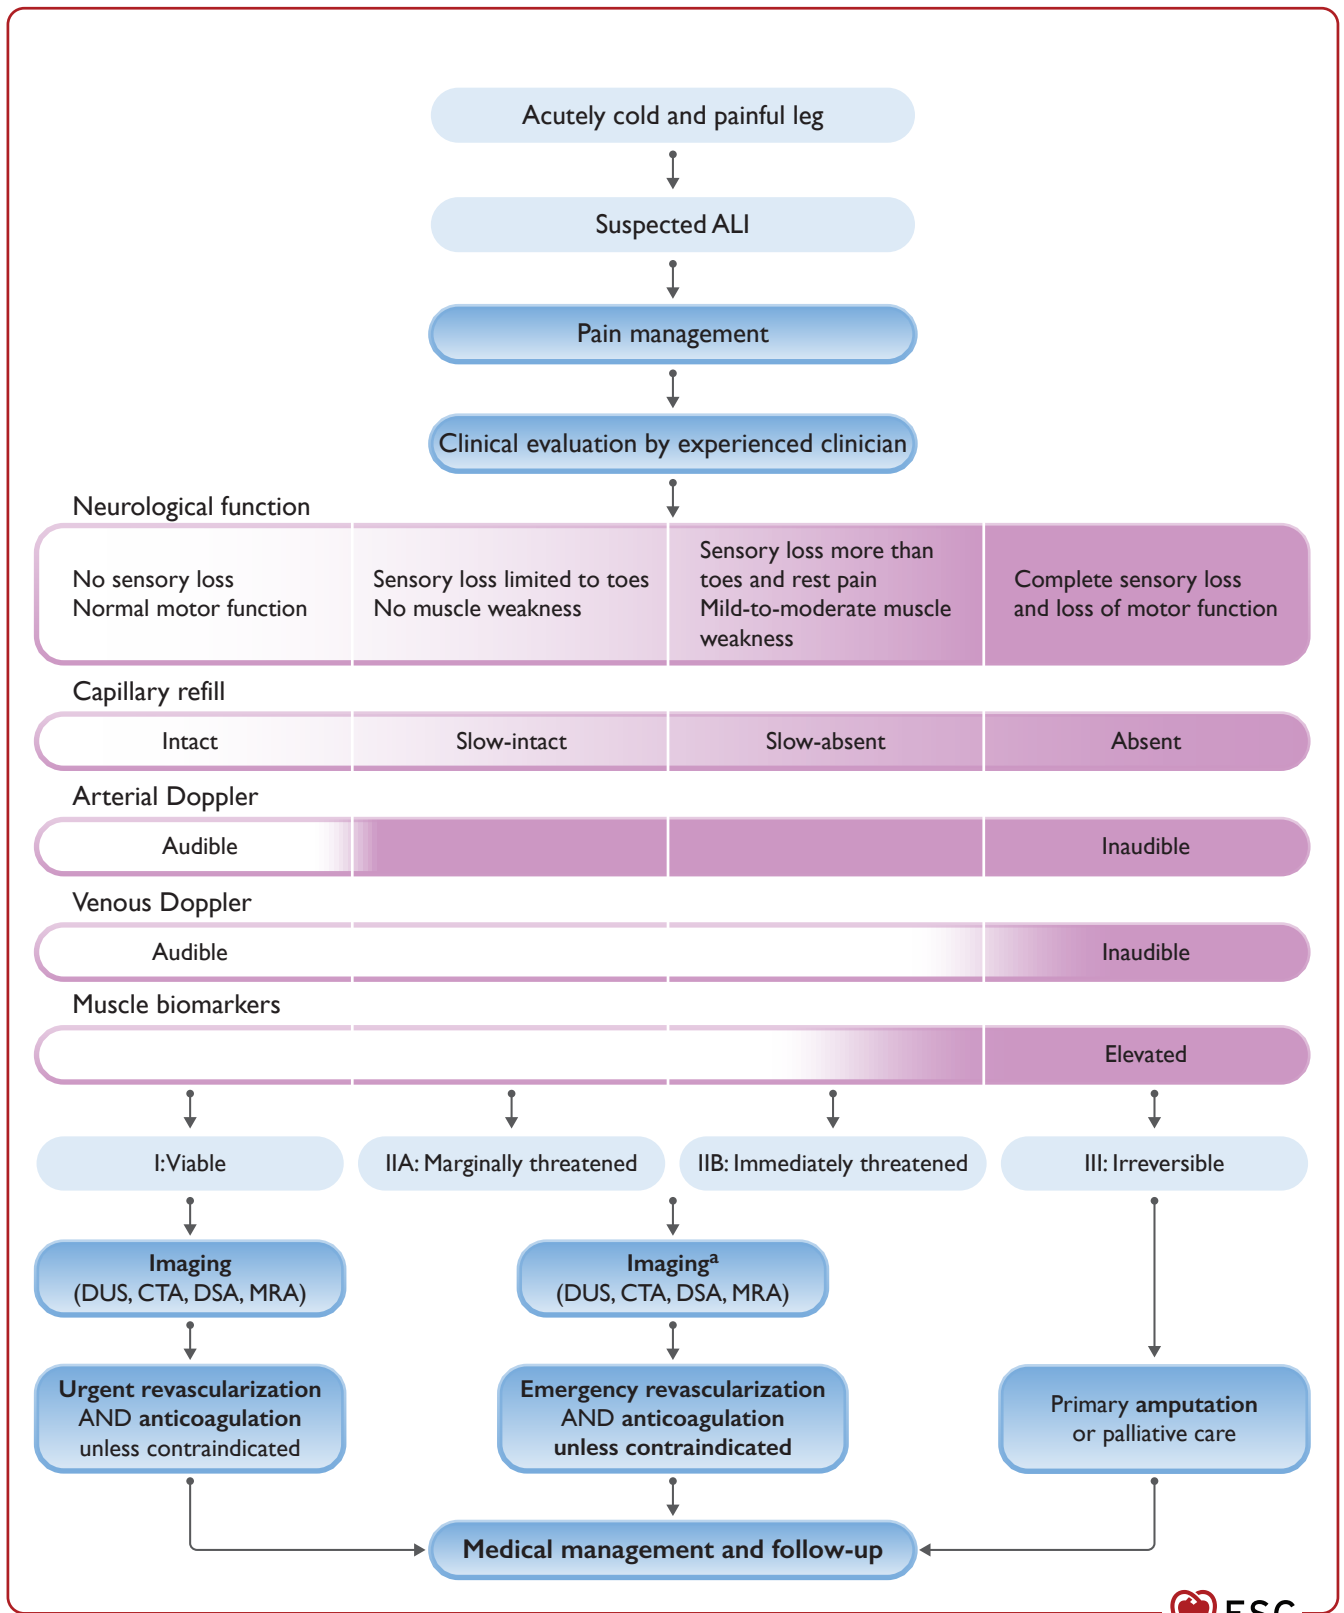 Acutely cold and painful leg
Suspected ALI
Pain management
Clinical evaluation by experienced clinician
Neurological function
No sensory loss
Normal motor function
Sensory loss limited to toes
No muscle weakness
Sensory loss more than
toes and rest pain
Mild-to-moderate muscle
weakness
Complete sensory loss
and loss of motor function
Capillary refill
Intact
Slow-intact
Slow-absent
Absent
Arterial Doppler
Audible
Inaudible
Venous Doppler
Audible
Inaudible
Muscle biomarkers
Elevated
I: Viable
IIA: Marginally threatened
IIB: Immediately threatened
III: Irreversible
Imaging
(DUS, CTA, DSA, MRA)
Imagingᵃ
(DUS, CTA, DSA, MRA)
Urgent revascularization
AND anticoagulation
unless contraindicated
Emergency revascularization
AND anticoagulation
unless contraindicated
Primary amputation
or palliative care
Medical management and follow-up
ESC